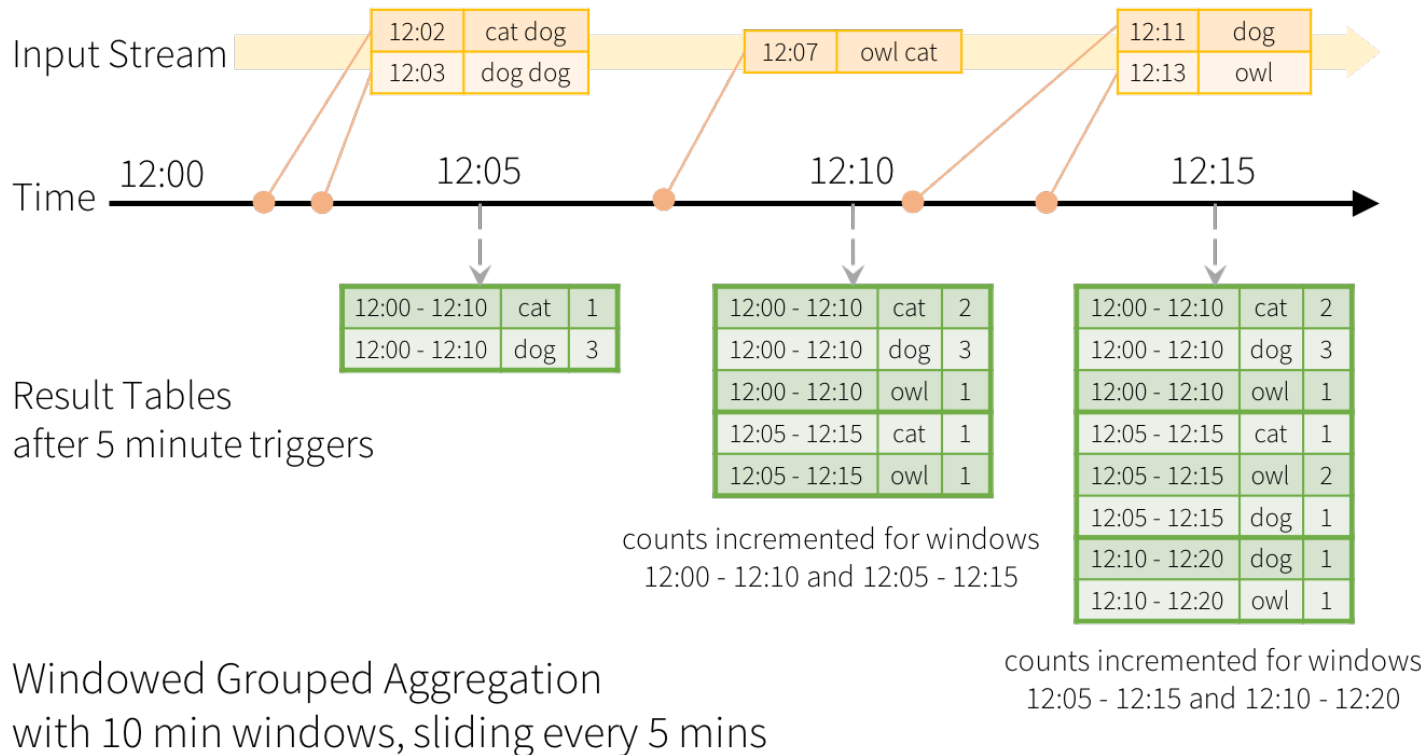 Input Stream
12:02 cat dog
12:03 dog dog
12:07 owl cat
12:11 dog
12:13 owl
Time
12:00 12:05 12:10 12:15
Result Tables
after 5 minute triggers
12:00 - 12:10 cat 1
12:00 - 12:10 dog 3
12:00 - 12:10 cat 2
12:00 - 12:10 dog 3
12:00 - 12:10 owl 1
12:05 - 12:15 cat 1
12:05 - 12:15 owl 1
counts incremented for windows
12:00 - 12:10 and 12:05 - 12:15
12:00 - 12:10 cat 2
12:00 - 12:10 dog 3
12:00 - 12:10 owl 1
12:05 - 12:15 cat 1
12:05 - 12:15 owl 2
12:05 - 12:15 dog 1
12:10 - 12:20 dog 1
12:10 - 12:20 owl 1
counts incremented for windows
12:05 - 12:15 and 12:10 - 12:20
Windowed Grouped Aggregation
with 10 min windows, sliding every 5 mins